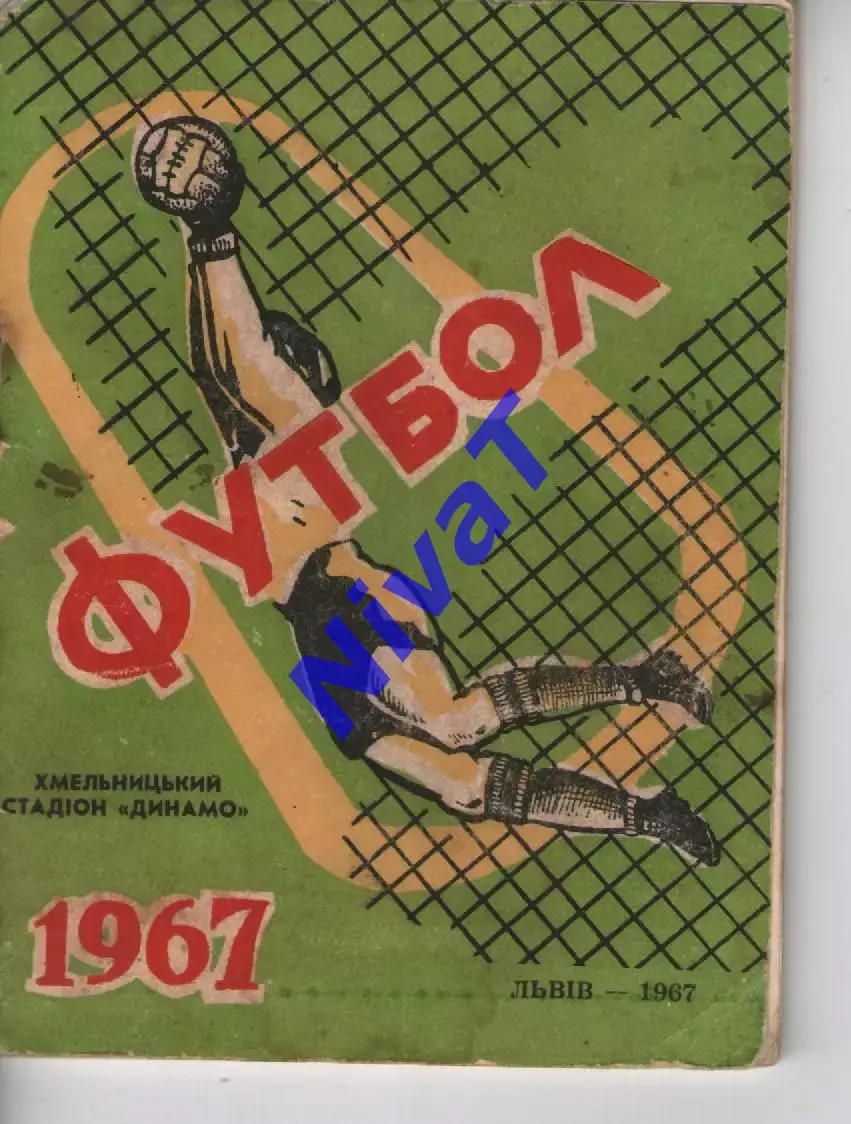 ФУТБОЛ
NivaT
ХМЕЛЬНИЦЬКИЙ
СТАДІОН «ДИНАМО»
1967
ЛЬВІВ — 1967